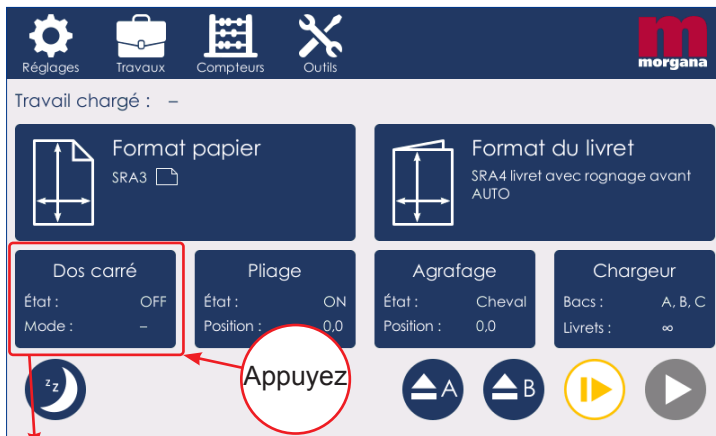 Réglages Travaux Compteurs Outils
morgana
Travail chargé : –
Format papier
SRA3
Format du livret
SRA4 livret avec rognage avant
AUTO
Dos carré
État : OFF
Mode : –
Pliage
État : ON
Position : 0,0
Agrafage
État : Cheval
Position : 0,0
Chargeur
Bacs : A, B, C
Livrets : ∞
Appuyez
z z
A
B